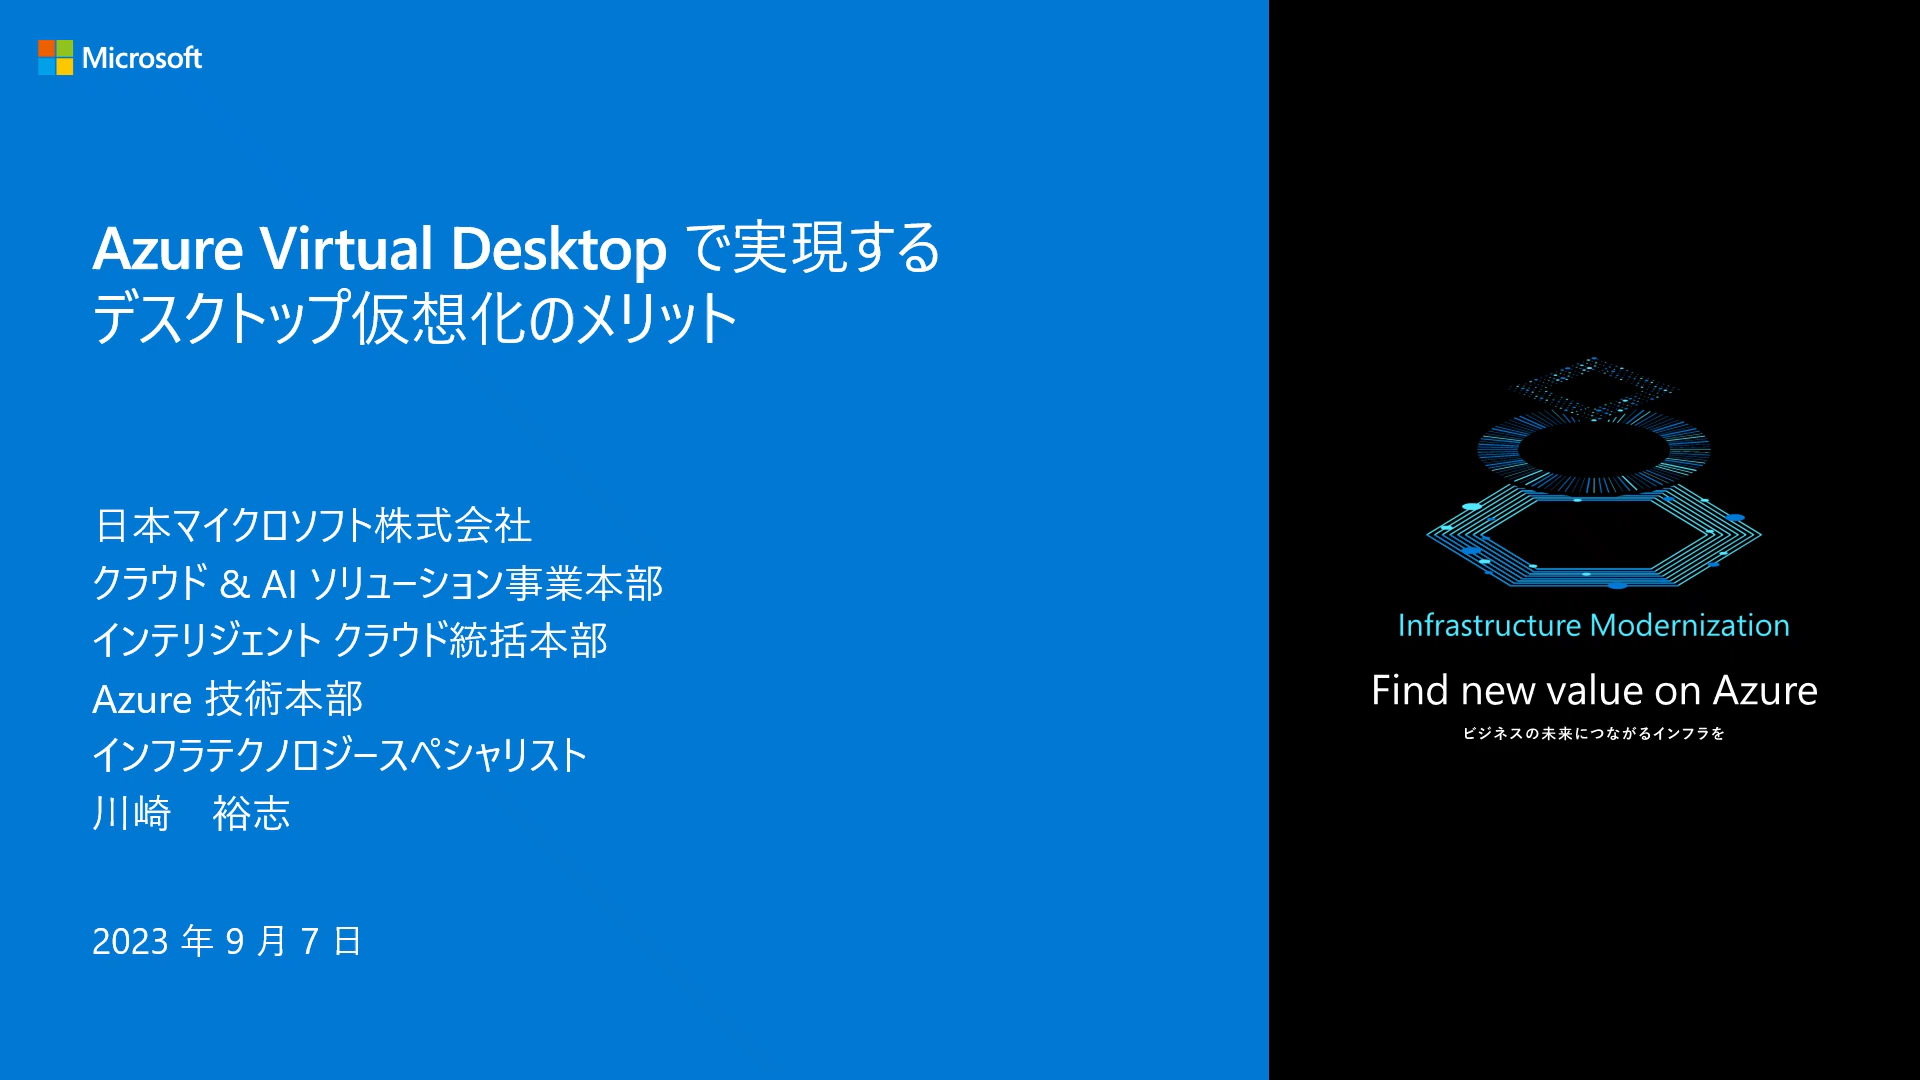 Microsoft
Azure Virtual Desktop で実現する
デスクトップ仮想化のメリット
日本マイクロソフト株式会社
クラウド & AI ソリューション事業本部
インテリジェント クラウド統括本部
Azure 技術本部
インフラテクノロジースペシャリスト
川崎　裕志
2023 年 9 月 7 日
Infrastructure Modernization
Find new value on Azure
ビジネスの未来につながるインフラを